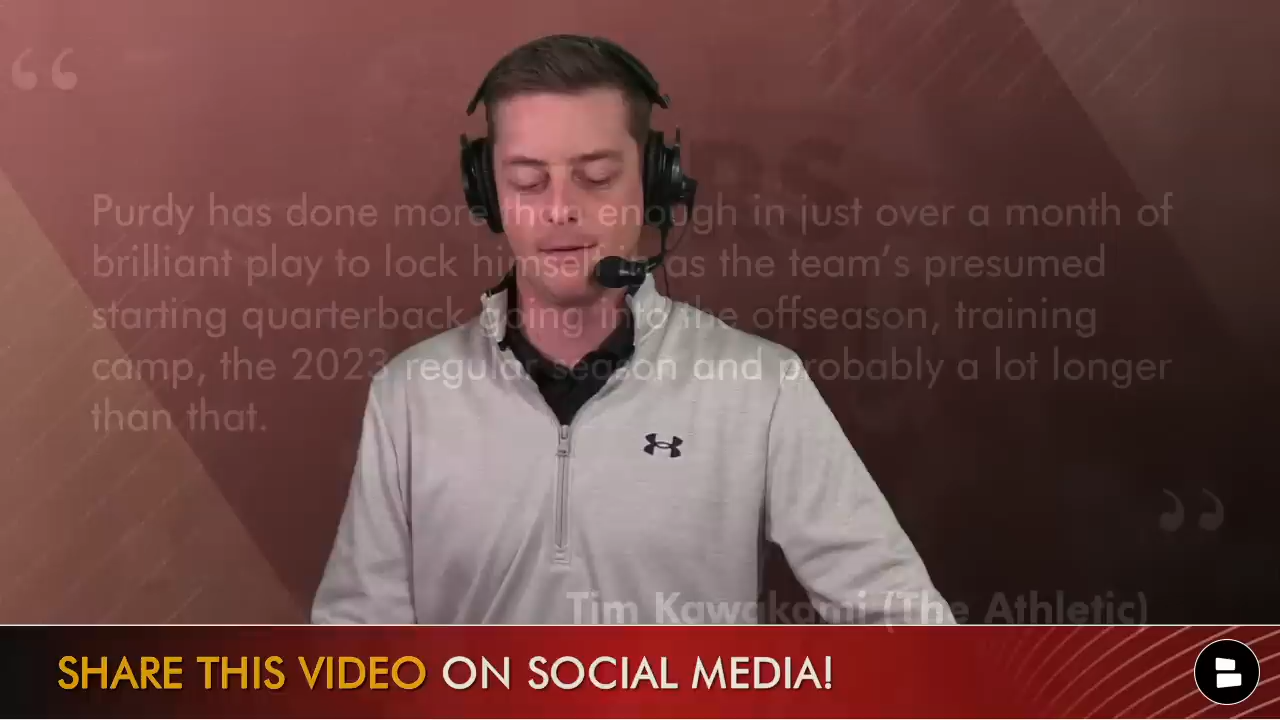 Purdy has done more than enough in just over a month of
brilliant play to lock himself in as the team's presumed
starting quarterback going into the offseason, training
camp, the 2023 regular season and probably a lot longer
than that.
Tim Kawakami (The Athletic)
SHARE THIS VIDEO ON SOCIAL MEDIA!